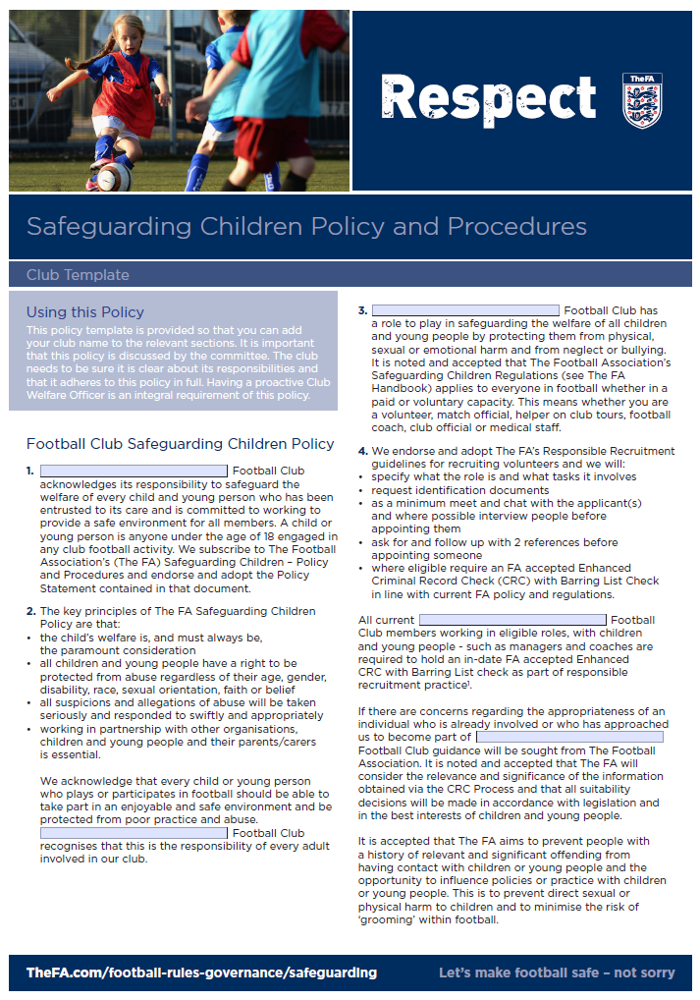 Respect
TheFA
Safeguarding Children Policy and Procedures
Club Template
Using this Policy
This policy template is provided so that you can add
your club name to the relevant sections. It is important
that this policy is discussed by the committee. The club
needs to be sure it is clear about its responsibilities and
that it adheres to this policy in full. Having a proactive Club
Welfare Officer is an integral requirement of this policy.
Football Club Safeguarding Children Policy
1. Football Club
acknowledges its responsibility to safeguard the
welfare of every child and young person who has been
entrusted to its care and is committed to working to
provide a safe environment for all members. A child or
young person is anyone under the age of 18 engaged in
any club football activity. We subscribe to The Football
Association's (The FA) Safeguarding Children – Policy
and Procedures and endorse and adopt the Policy
Statement contained in that document.
2. The key principles of The FA Safeguarding Children
Policy are that:
• the child's welfare is, and must always be,
the paramount consideration
• all children and young people have a right to be
protected from abuse regardless of their age, gender,
disability, race, sexual orientation, faith or belief
• all suspicions and allegations of abuse will be taken
seriously and responded to swiftly and appropriately
• working in partnership with other organisations,
children and young people and their parents/carers
is essential.
We acknowledge that every child or young person
who plays or participates in football should be able to
take part in an enjoyable and safe environment and be
protected from poor practice and abuse.
Football Club
recognises that this is the responsibility of every adult
involved in our club.
3. Football Club has
a role to play in safeguarding the welfare of all children
and young people by protecting them from physical,
sexual or emotional harm and from neglect or bullying.
It is noted and accepted that The Football Association's
Safeguarding Children Regulations (see The FA
Handbook) applies to everyone in football whether in a
paid or voluntary capacity. This means whether you are
a volunteer, match official, helper on club tours, football
coach, club official or medical staff.
4. We endorse and adopt The FA's Responsible Recruitment
guidelines for recruiting volunteers and we will:
• specify what the role is and what tasks it involves
• request identification documents
• as a minimum meet and chat with the applicant(s)
and where possible interview people before
appointing them
• ask for and follow up with 2 references before
appointing someone
• where eligible require an FA accepted Enhanced
Criminal Record Check (CRC) with Barring List Check
in line with current FA policy and regulations.
All current Football
Club members working in eligible roles, with children
and young people - such as managers and coaches are
required to hold an in-date FA accepted Enhanced
CRC with Barring List check as part of responsible
recruitment practice¹.
If there are concerns regarding the appropriateness of an
individual who is already involved or who has approached
us to become part of
Football Club guidance will be sought from The Football
Association. It is noted and accepted that The FA will
consider the relevance and significance of the information
obtained via the CRC Process and that all suitability
decisions will be made in accordance with legislation and
in the best interests of children and young people.
It is accepted that The FA aims to prevent people with
a history of relevant and significant offending from
having contact with children or young people and the
opportunity to influence policies or practice with children
or young people. This is to prevent direct sexual or
physical harm to children and to minimise the risk of
'grooming' within football.
TheFA.com/football-rules-governance/safeguarding
Let's make football safe – not sorry